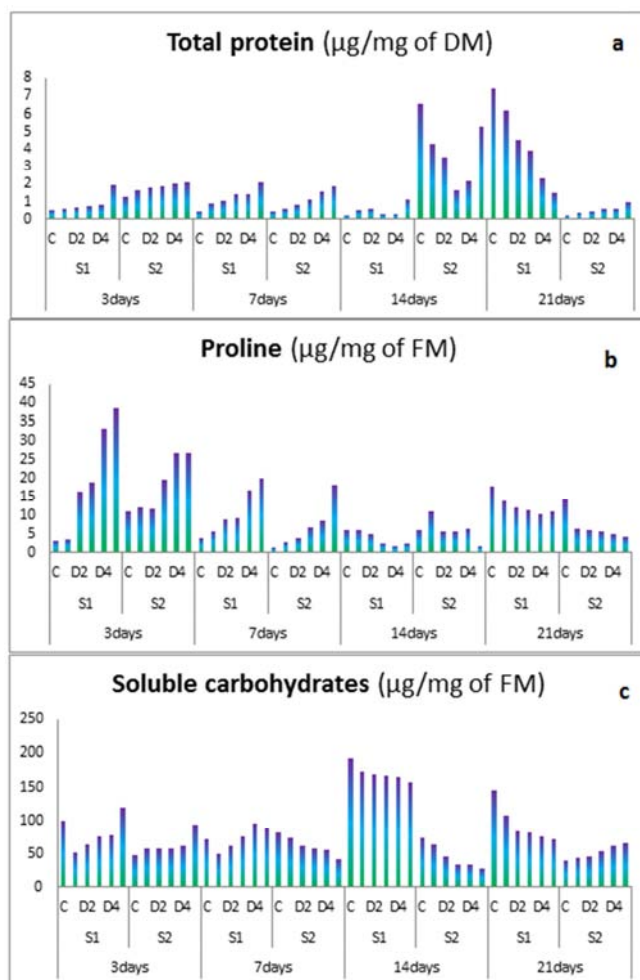 Total protein (µg/mg of DM)
a
8
7
6
5
4
3
2
1
0
C D2 D4 C D2 D4 C D2 D4 C D2 D4 C D2 D4 C D2 D4 C D2 D4 C D2 D4
S1 S2 S1 S2 S1 S2 S1 S2
3days 7days 14days 21days
Proline (µg/mg of FM)
b
45
40
35
30
25
20
15
10
5
0
C D2 D4 C D2 D4 C D2 D4 C D2 D4 C D2 D4 C D2 D4 C D2 D4 C D2 D4
S1 S2 S1 S2 S1 S2 S1 S2
3days 7days 14days 21days
Soluble carbohydrates (µg/mg of FM)
c
250
200
150
100
50
0
C D2 D4 C D2 D4 C D2 D4 C D2 D4 C D2 D4 C D2 D4 C D2 D4 C D2 D4
S1 S2 S1 S2 S1 S2 S1 S2
3days 7days 14days 21days